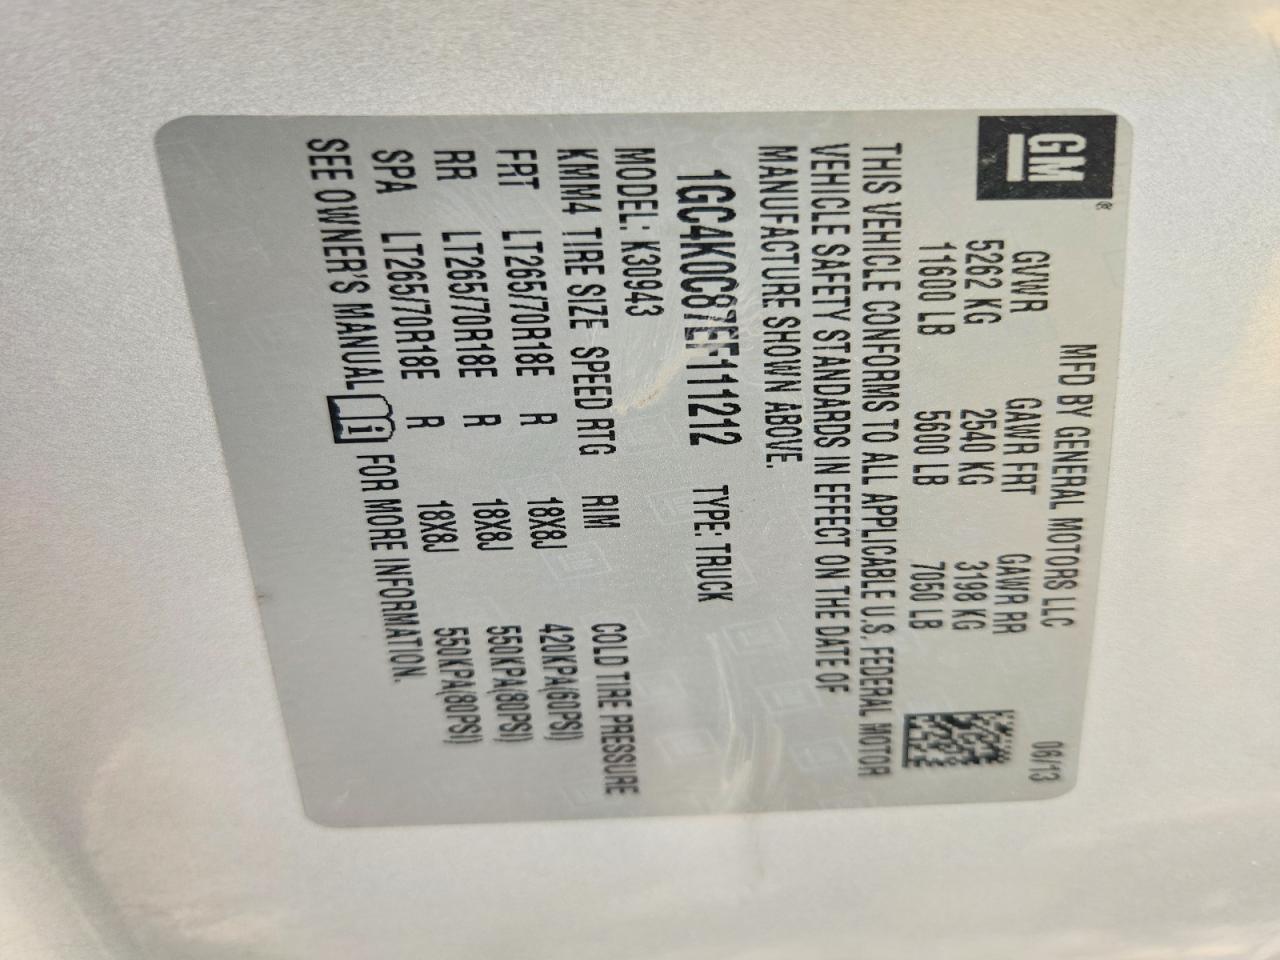 GM ®
MFD BY GENERAL MOTORS LLC 06/13
GVWR GAWR FRT GAWR RR
5262 KG 2540 KG 3198 KG
11600 LB 5600 LB 7050 LB
THIS VEHICLE CONFORMS TO ALL APPLICABLE U.S. FEDERAL MOTOR
VEHICLE SAFETY STANDARDS IN EFFECT ON THE DATE OF
MANUFACTURE SHOWN ABOVE.
1GC4K0C87EF111212 TYPE: TRUCK
MODEL: K30943
KMM4 TIRE SIZE SPEED RTG RIM COLD TIRE PRESSURE
FRT LT265/70R18E R 18X8J 420KPA(60PSI)
RR LT265/70R18E R 18X8J 550KPA(80PSI)
SPA LT265/70R18E R 18X8J 550KPA(80PSI)
SEE OWNER'S MANUAL i FOR MORE INFORMATION.